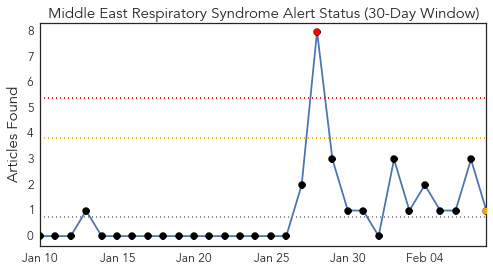 Middle East Respiratory Syndrome Alert Status (30-Day Window)
Articles Found
8
7
6
5
4
3
2
1
0
Jan 10
Jan 15
Jan 20
Jan 25
Jan 30
Feb 04